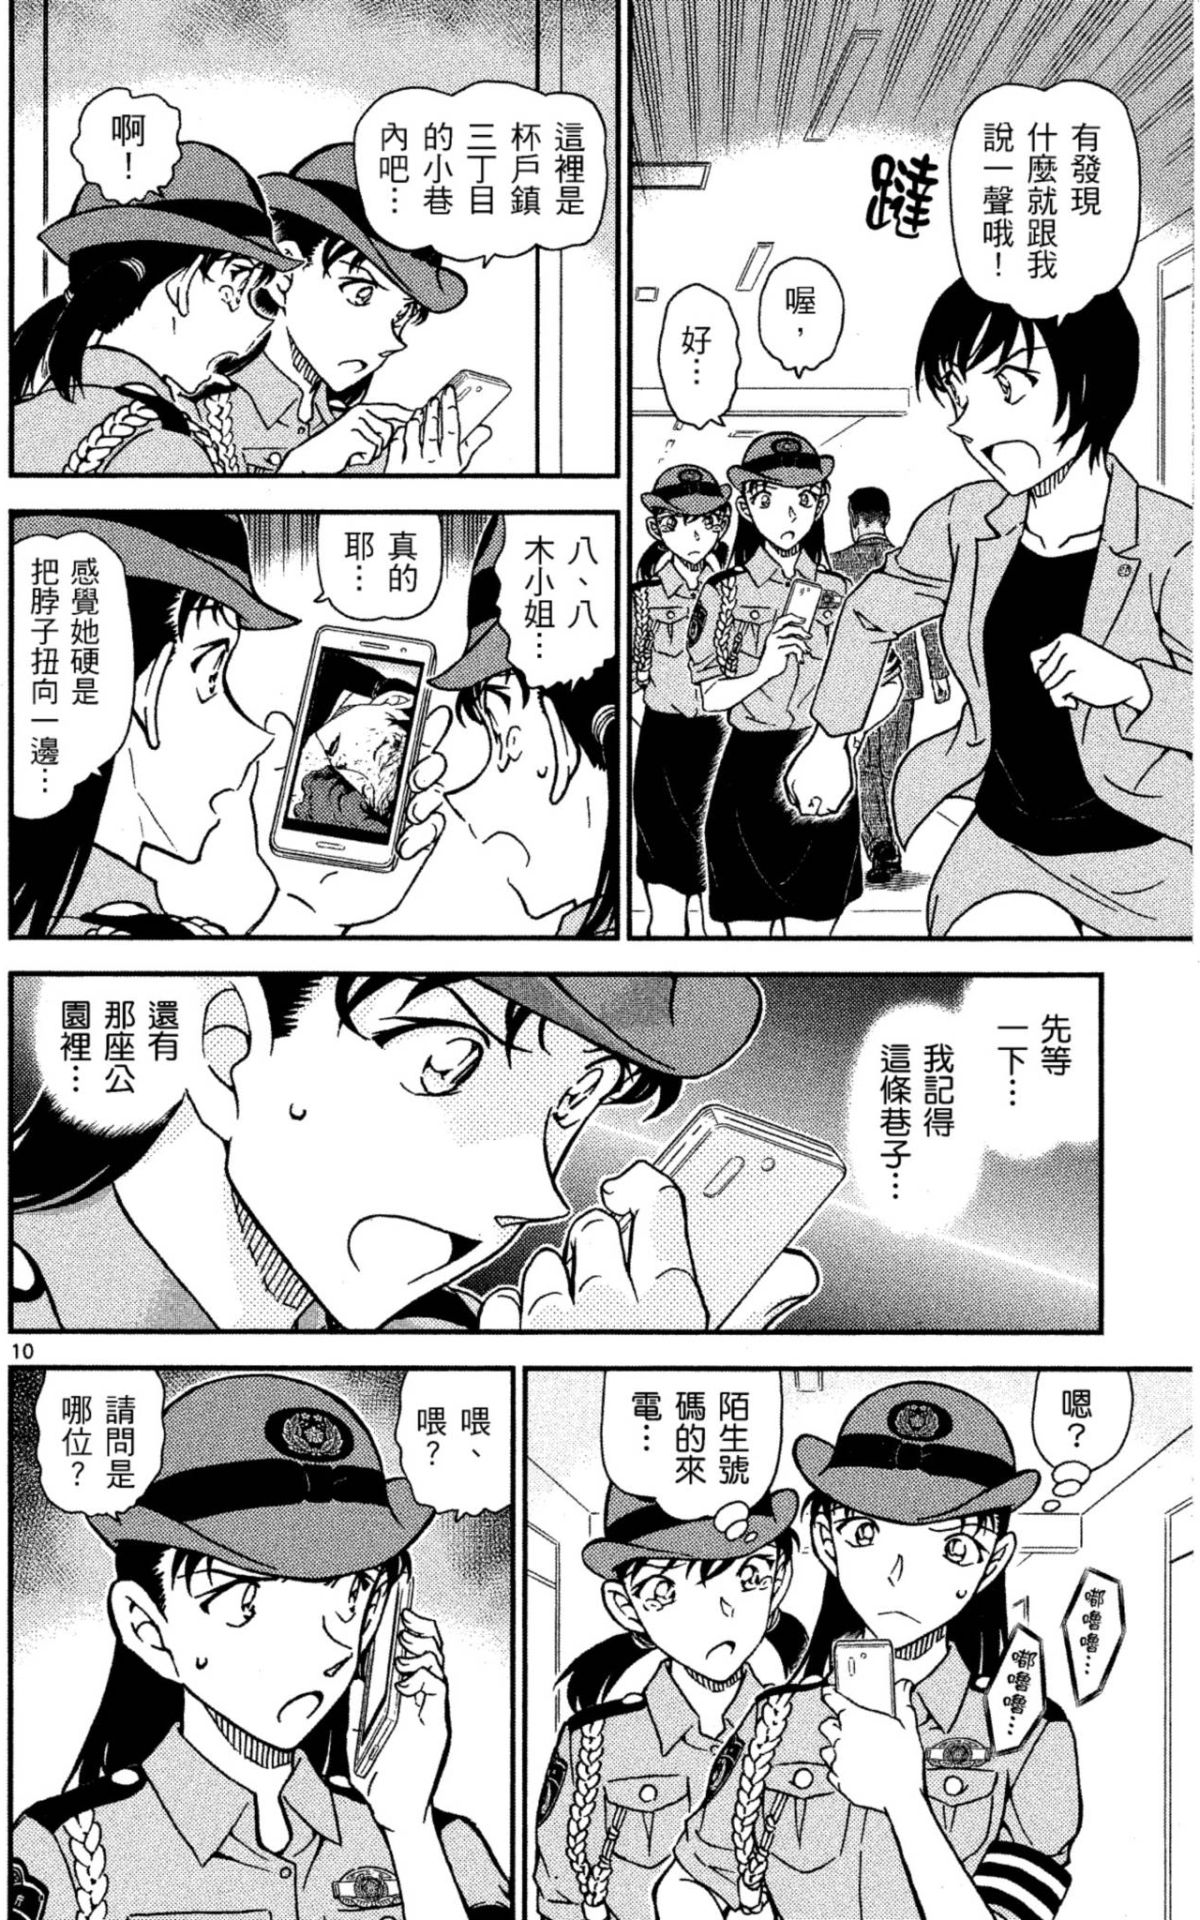 有發現
什麼就跟我
說一聲哦！
躂
喔，
好…
這裡是
杯戶鎮
三丁目
的小巷
內吧…
啊！
八、八
木小姐…
真的
耶…
感覺她硬是
把脖子扭向一邊…
先等
一下…
我記得
這條巷子…
還有
那座公
園裡…
10
嗯？
嘟嚕嚕…
嘟嚕嚕…
陌生號
碼的來
電…
喂、
喂？
請問是
哪位？